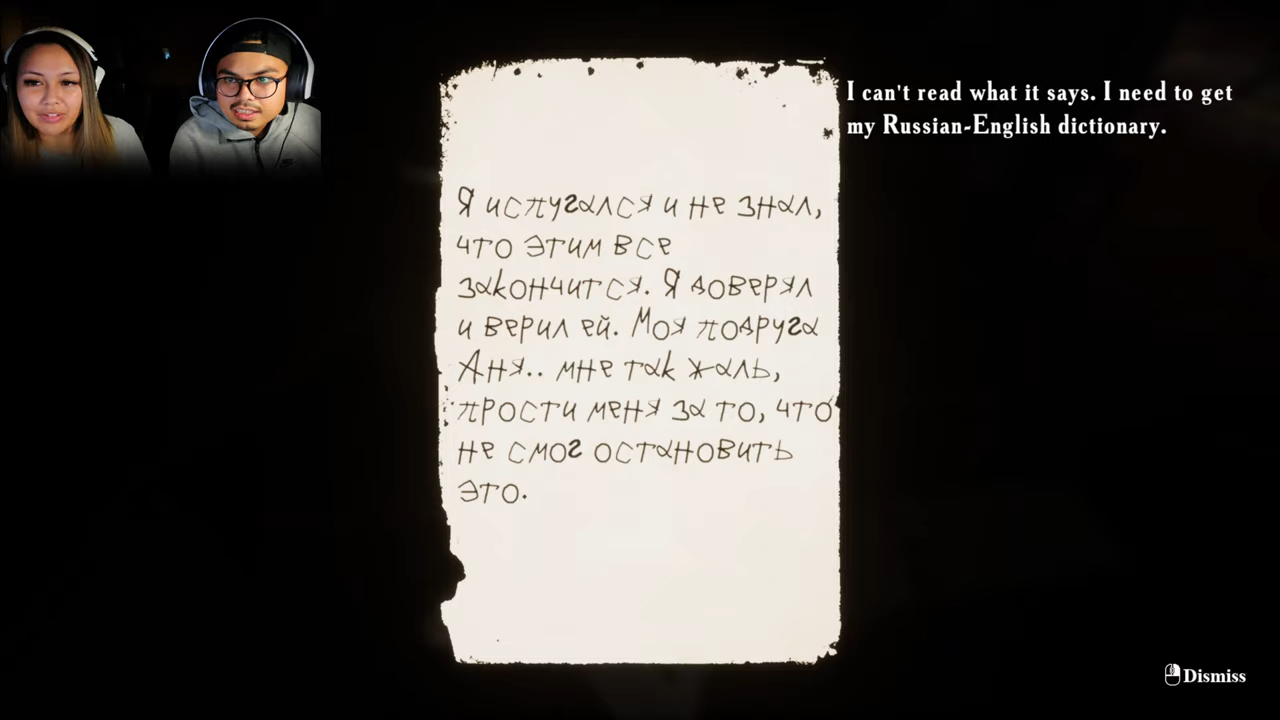 I can't read what it says. I need to get
my Russian-English dictionary.
Я испугался и не знал,
что этим все
закончится. Я доверял
и верил ей. Моя подруга
Аня.. мне так жаль,
прости меня за то, что
не смог остановить
это.
Dismiss